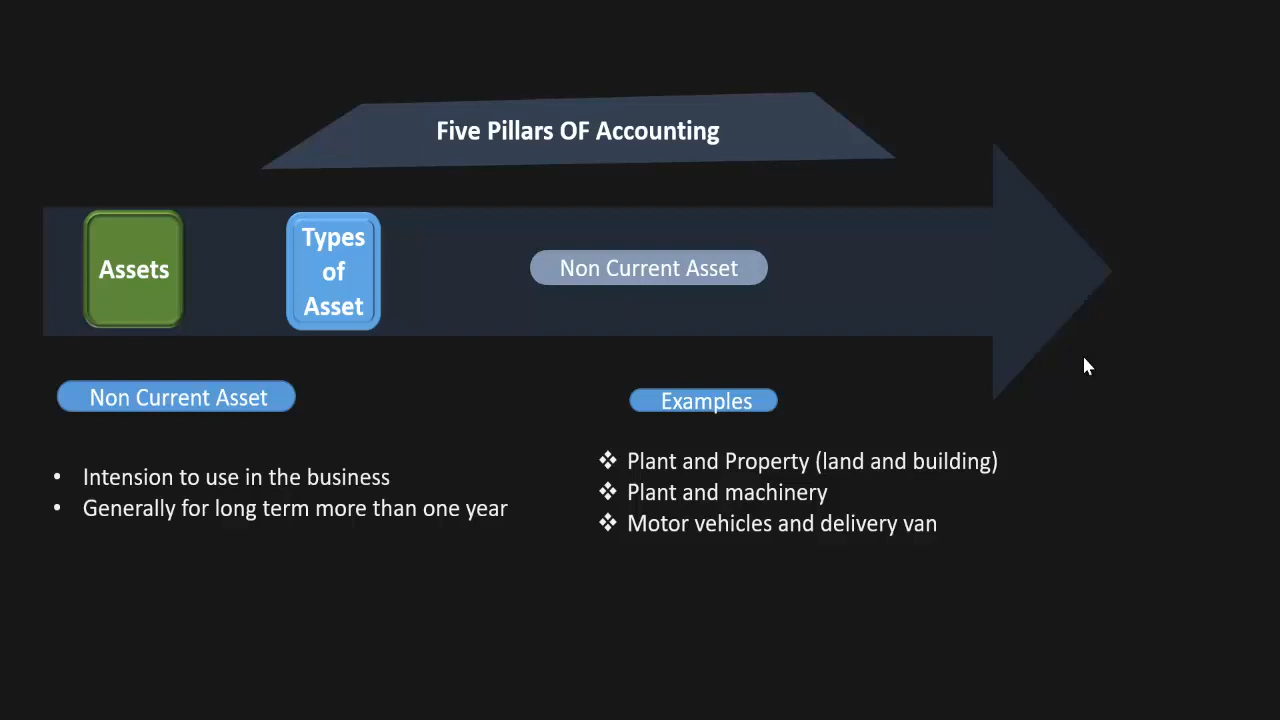 Five Pillars OF Accounting
Assets
Types
of
Asset
Non Current Asset
Non Current Asset
• Intension to use in the business
• Generally for long term more than one year
Examples
❖ Plant and Property (land and building)
❖ Plant and machinery
❖ Motor vehicles and delivery van